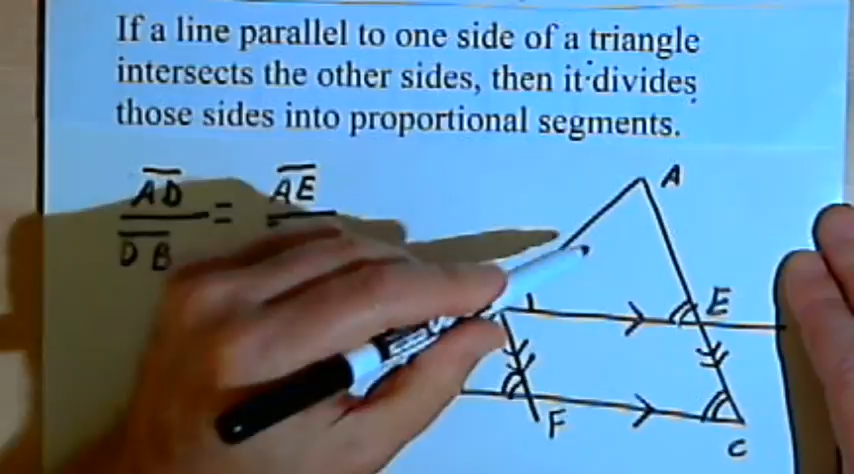 If a line parallel to one side of a triangle
intersects the other sides, then it divides
those sides into proportional segments.
AD = AE
DB
A
E
F
C